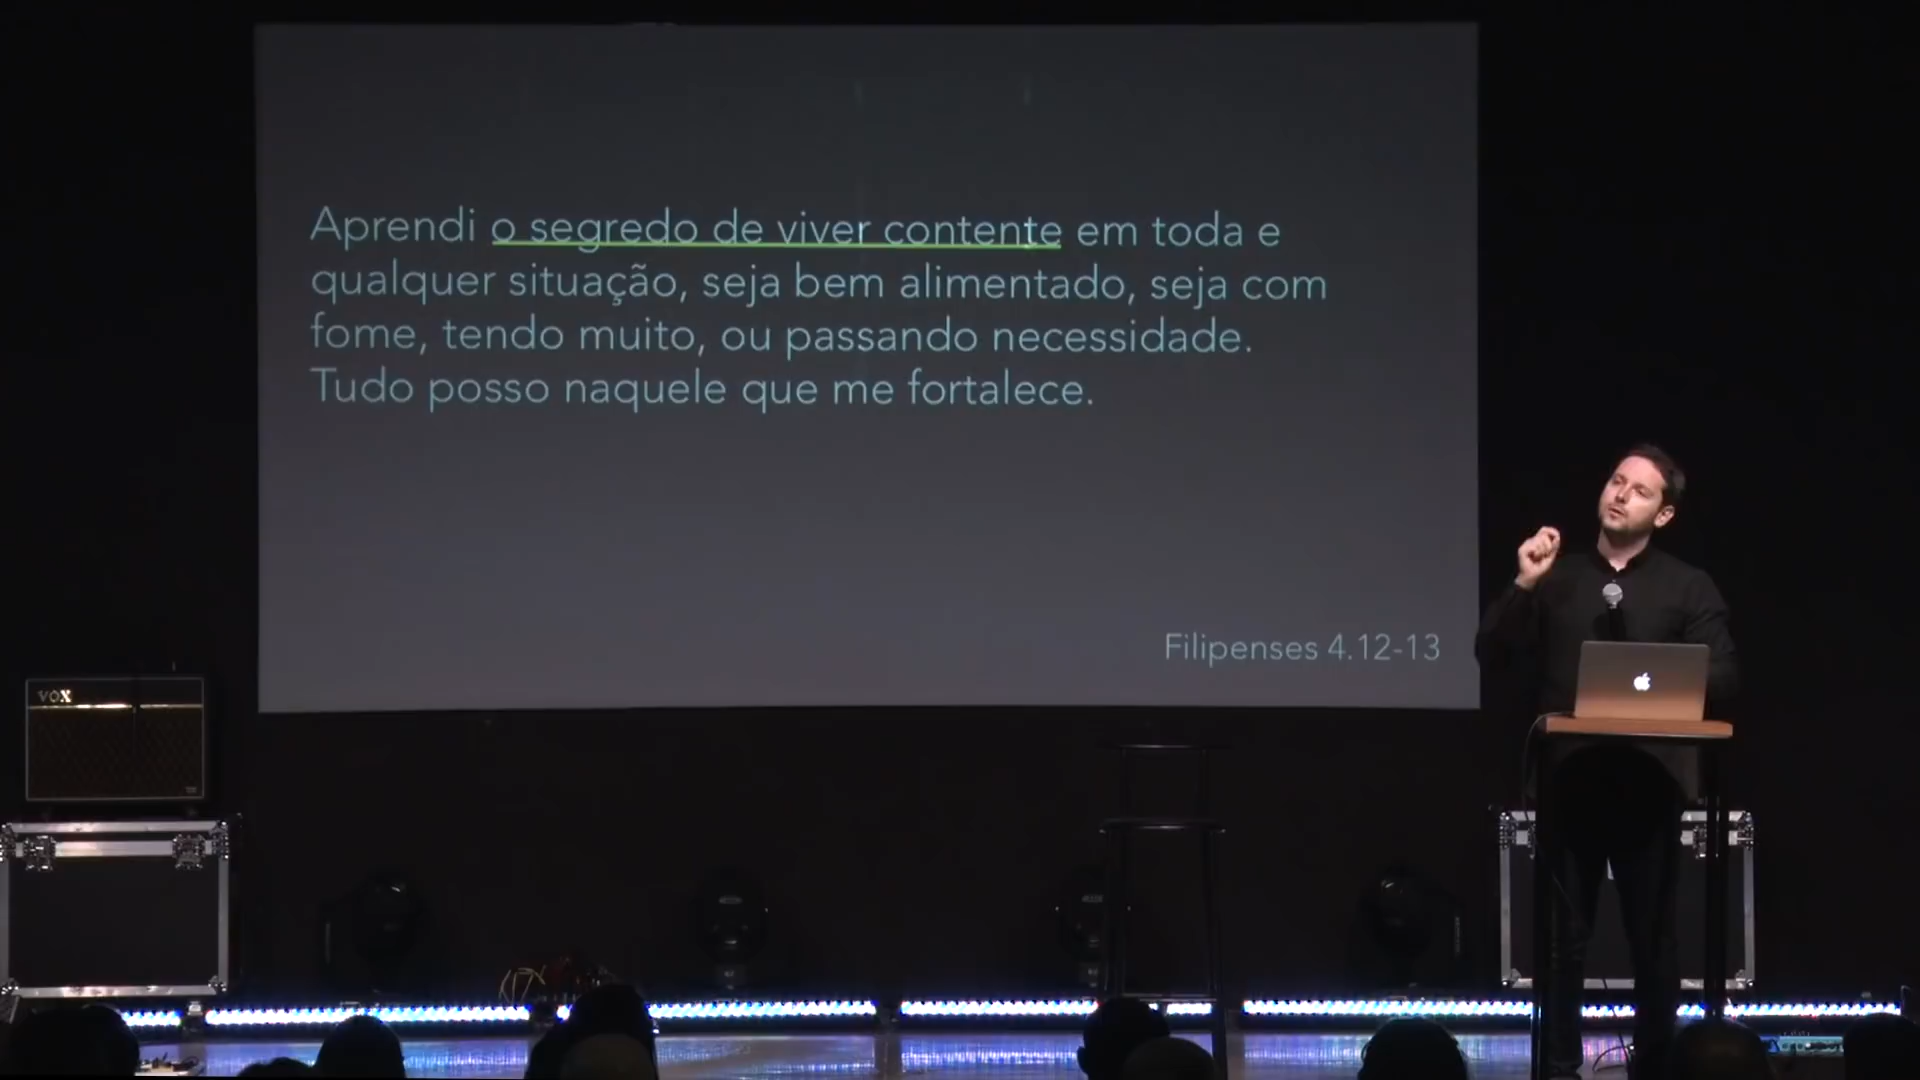 Aprendi o segredo de viver contente em toda e
qualquer situação, seja bem alimentado, seja com
fome, tendo muito, ou passando necessidade.
Tudo posso naquele que me fortalece.
Filipenses 4.12-13
VOX